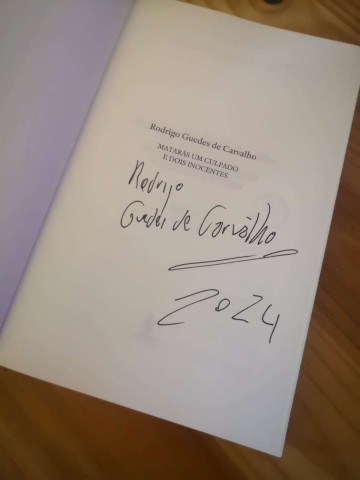 Rodrigo Guedes de Carvalho
MATARÁS UM CULPADO
E DOIS INOCENTES
Rodrigo
Guedes de Carvalho
2024